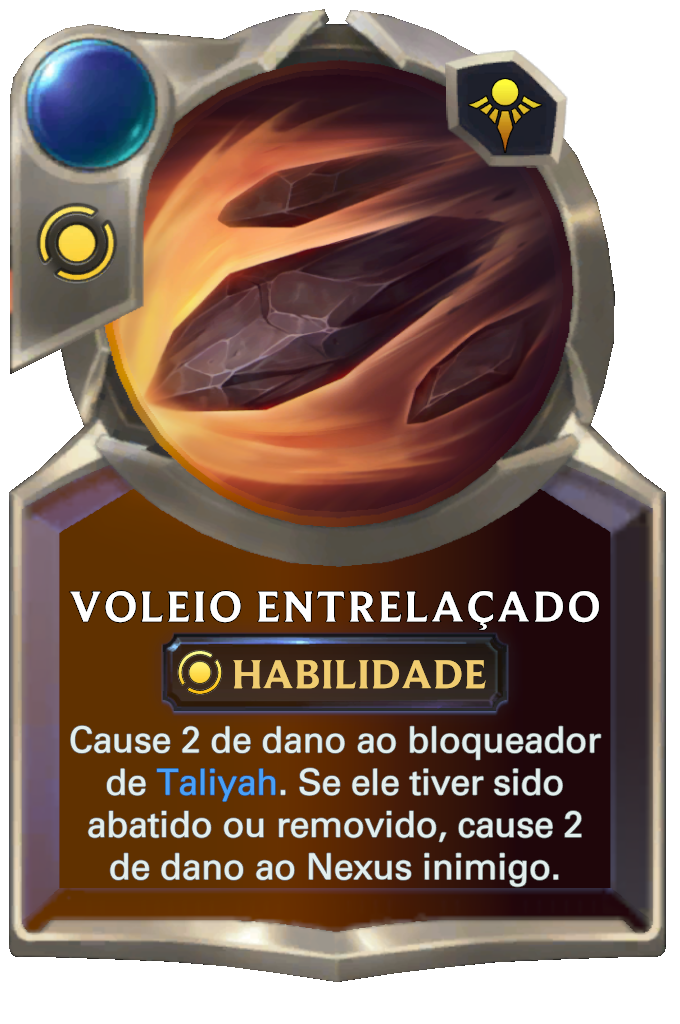 VOLEIO ENTRELAÇADO
HABILIDADE
Cause 2 de dano ao bloqueador
de Taliyah. Se ele tiver sido
abatido ou removido, cause 2
de dano ao Nexus inimigo.